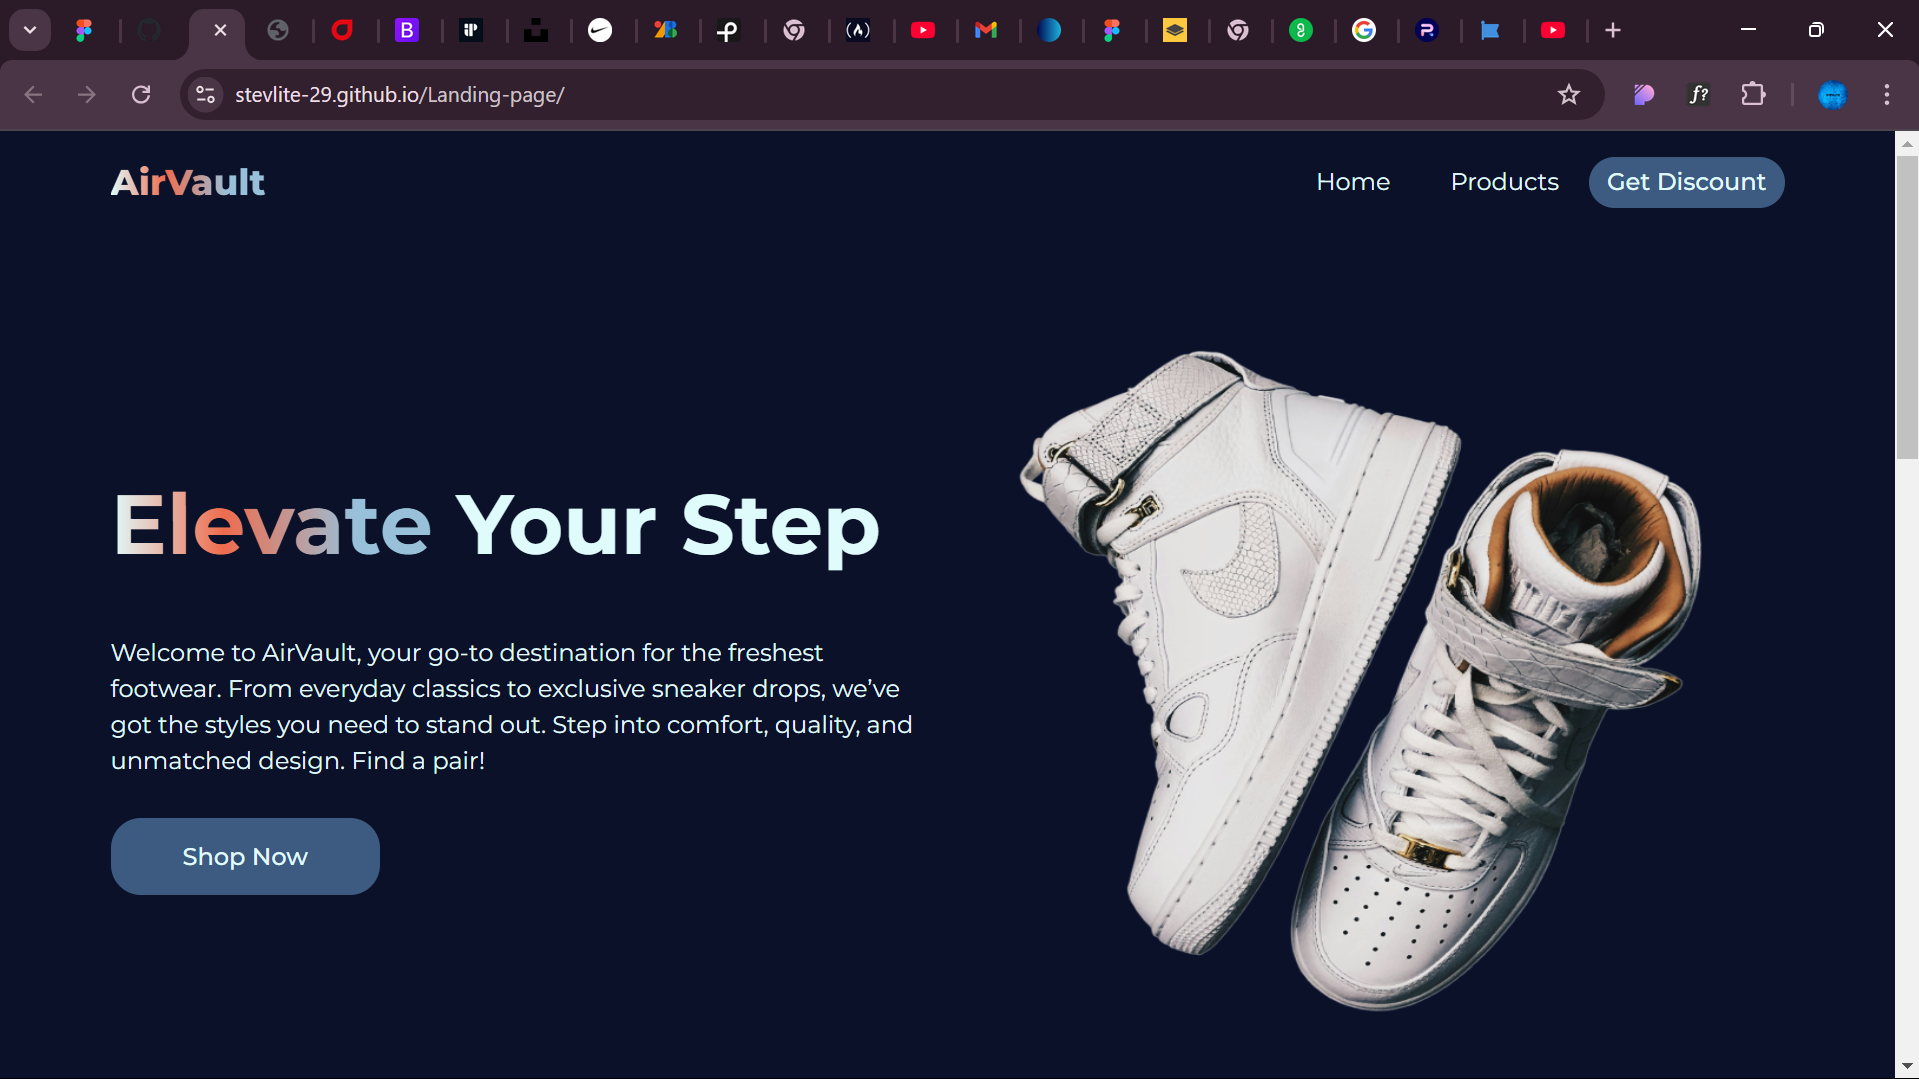 stevlite-29.github.io/Landing-page/
AirVault
Home Products Get Discount
Elevate Your Step
Welcome to AirVault, your go-to destination for the freshest
footwear. From everyday classics to exclusive sneaker drops, we’ve
got the styles you need to stand out. Step into comfort, quality, and
unmatched design. Find a pair!
Shop Now